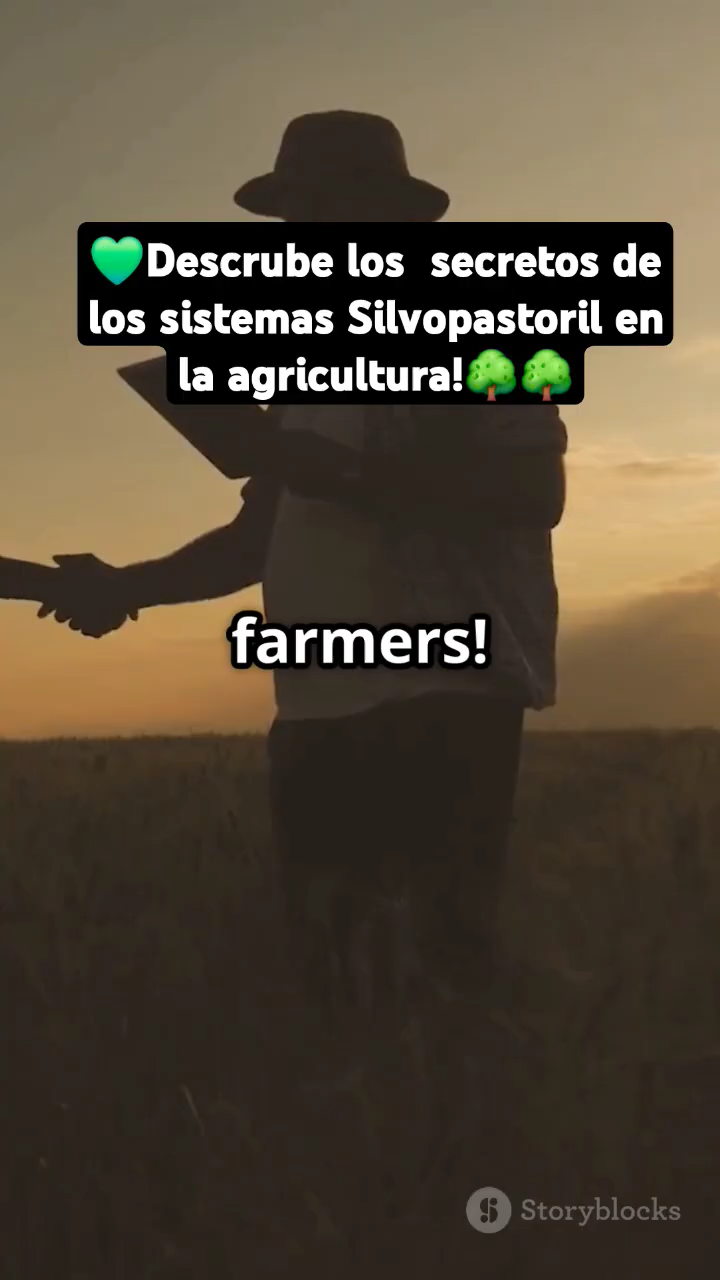 💚Descrube los  secretos de
los sistemas Silvopastoril en
la agricultura!🌳🌳
farmers!
Storyblocks